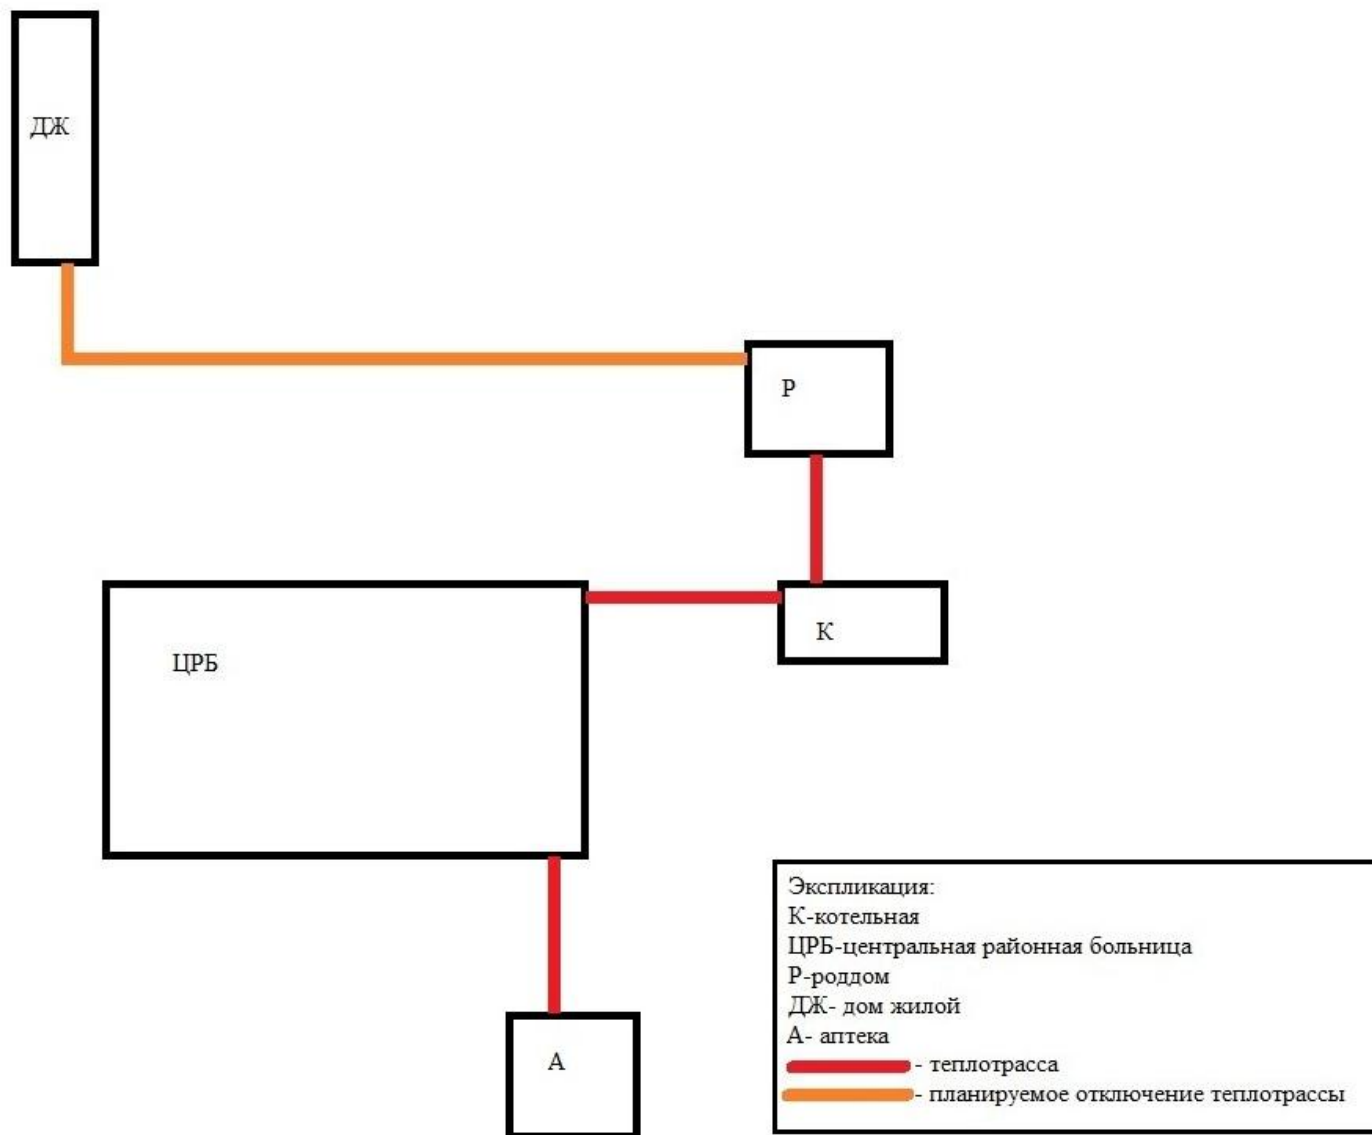 ДЖ
Р
К
ЦРБ
А
Экспликация:
К-котельная
ЦРБ-центральная районная больница
Р-роддом
ДЖ- дом жилой
А- аптека
- теплотрасса
- планируемое отключение теплотрассы